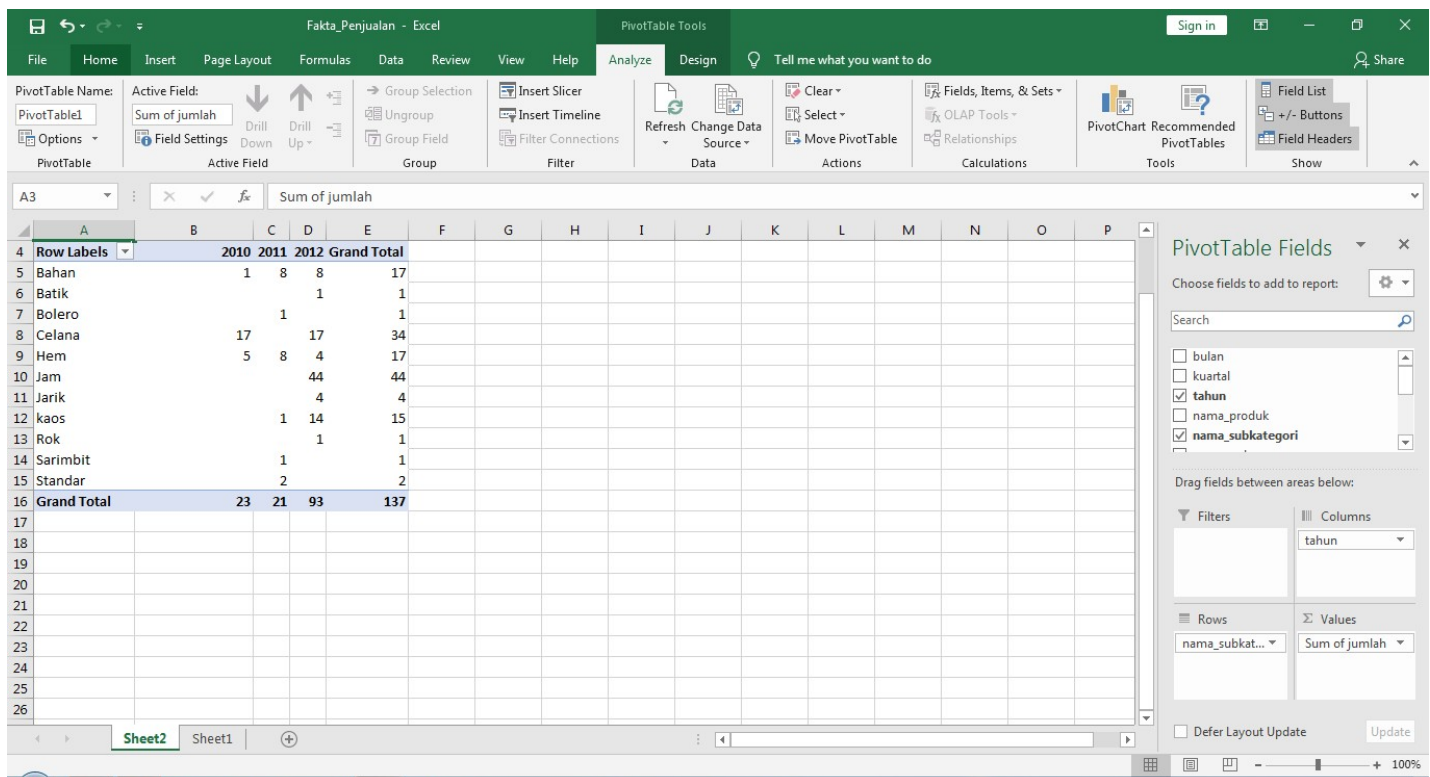 Fakta_Penjualan - Excel
PivotTable Tools
Sign in
File Home Insert Page Layout Formulas Data Review View Help Analyze Design Tell me what you want to do Share
PivotTable Name:
PivotTable1
Options
PivotTable
Active Field:
Sum of jumlah
Field Settings
Drill Down
Drill Up
Active Field
Group Selection
Ungroup
Group Field
Group
Insert Slicer
Insert Timeline
Filter Connections
Filter
Refresh
Change Data Source
Data
Clear
Select
Move PivotTable
Actions
Fields, Items, & Sets
OLAP Tools
Relationships
Calculations
PivotChart
Recommended PivotTables
Tools
Field List
+/- Buttons
Field Headers
Show
A3 fx Sum of jumlah
A B C D E F G H I J K L M N O P
4 Row Labels 2010 2011 2012 Grand Total
5 Bahan 1 8 8 17
6 Batik 1 1
7 Bolero 1 1
8 Celana 17 17 34
9 Hem 5 8 4 17
10 Jam 44 44
11 Jarik 4 4
12 kaos 1 14 15
13 Rok 1 1
14 Sarimbit 1 1
15 Standar 2 2
16 Grand Total 23 21 93 137
17
18
19
20
21
22
23
24
25
26
PivotTable Fields
Choose fields to add to report:
Search
bulan
kuartal
tahun
nama_produk
nama_subkategori
Drag fields between areas below:
Filters
Columns
tahun
Rows
nama_subkat...
Σ Values
Sum of jumlah
Defer Layout Update
Update
Sheet2 Sheet1
100%